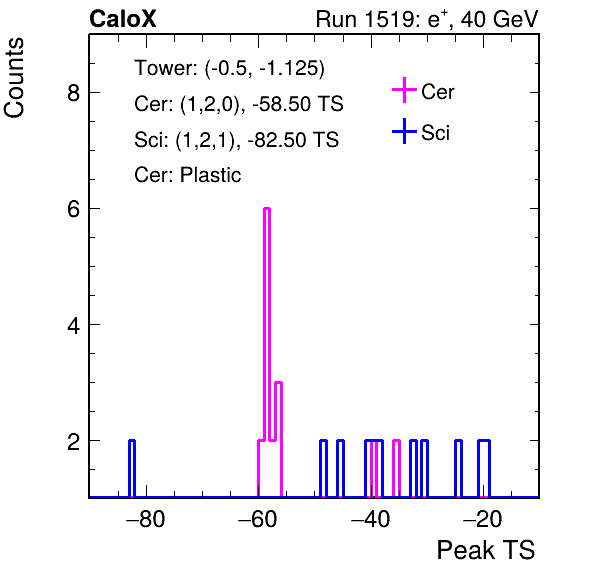 CaloX Run 1519: e⁺, 40 GeV
Counts
Tower: (-0.5, -1.125)
Cer: (1,2,0), -58.50 TS
Sci: (1,2,1), -82.50 TS
Cer: Plastic
Cer
Sci
8
6
4
2
−80 −60 −40 −20
Peak TS